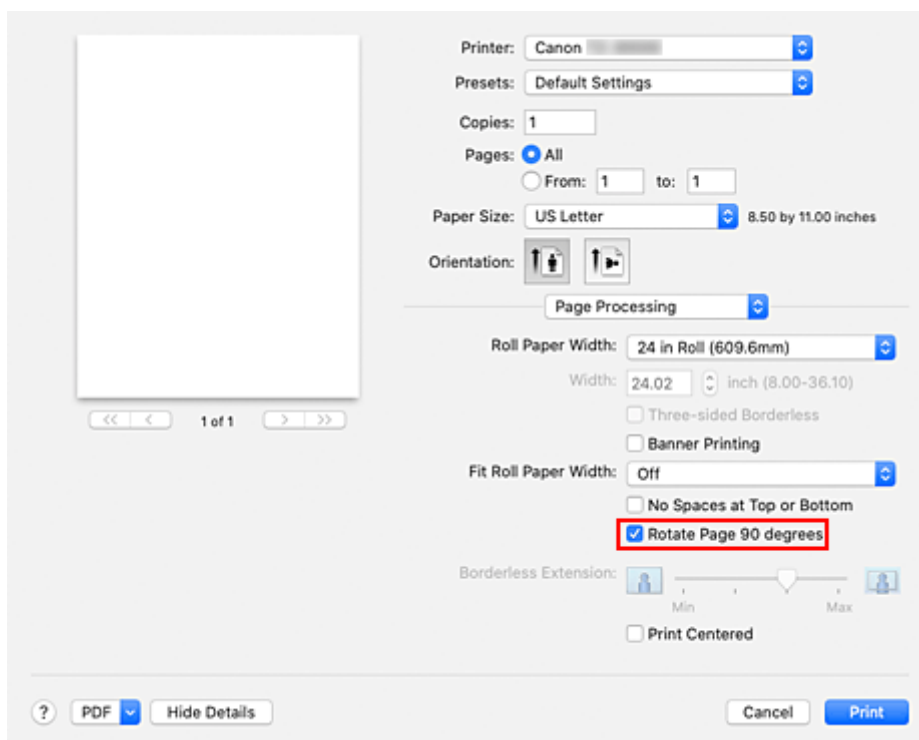 Printer: Canon
Presets: Default Settings
Copies: 1
Pages: All
From: 1 to: 1
Paper Size: US Letter 8.50 by 11.00 inches
Orientation:
Page Processing
Roll Paper Width: 24 in Roll (609.6mm)
Width: 24.02 inch (8.00-36.10)
Three-sided Borderless
<< < 1 of 1 > >>
Banner Printing
Fit Roll Paper Width: Off
No Spaces at Top or Bottom
Rotate Page 90 degrees
Borderless Extension:
Min Max
Print Centered
? PDF Hide Details Cancel Print